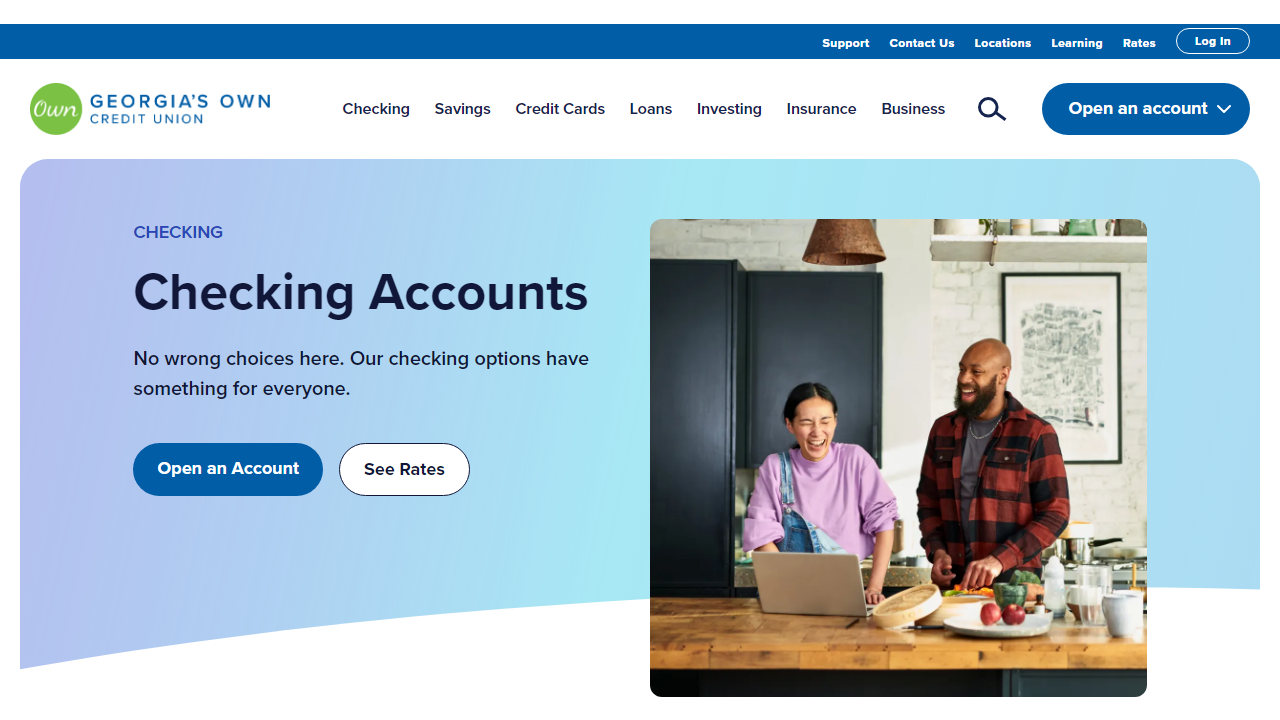 Support Contact Us Locations Learning Rates Log In
Own GEORGIA'S OWN
CREDIT UNION
Checking Savings Credit Cards Loans Investing Insurance Business Open an account
CHECKING
Checking Accounts
No wrong choices here. Our checking options have
something for everyone.
Open an Account See Rates